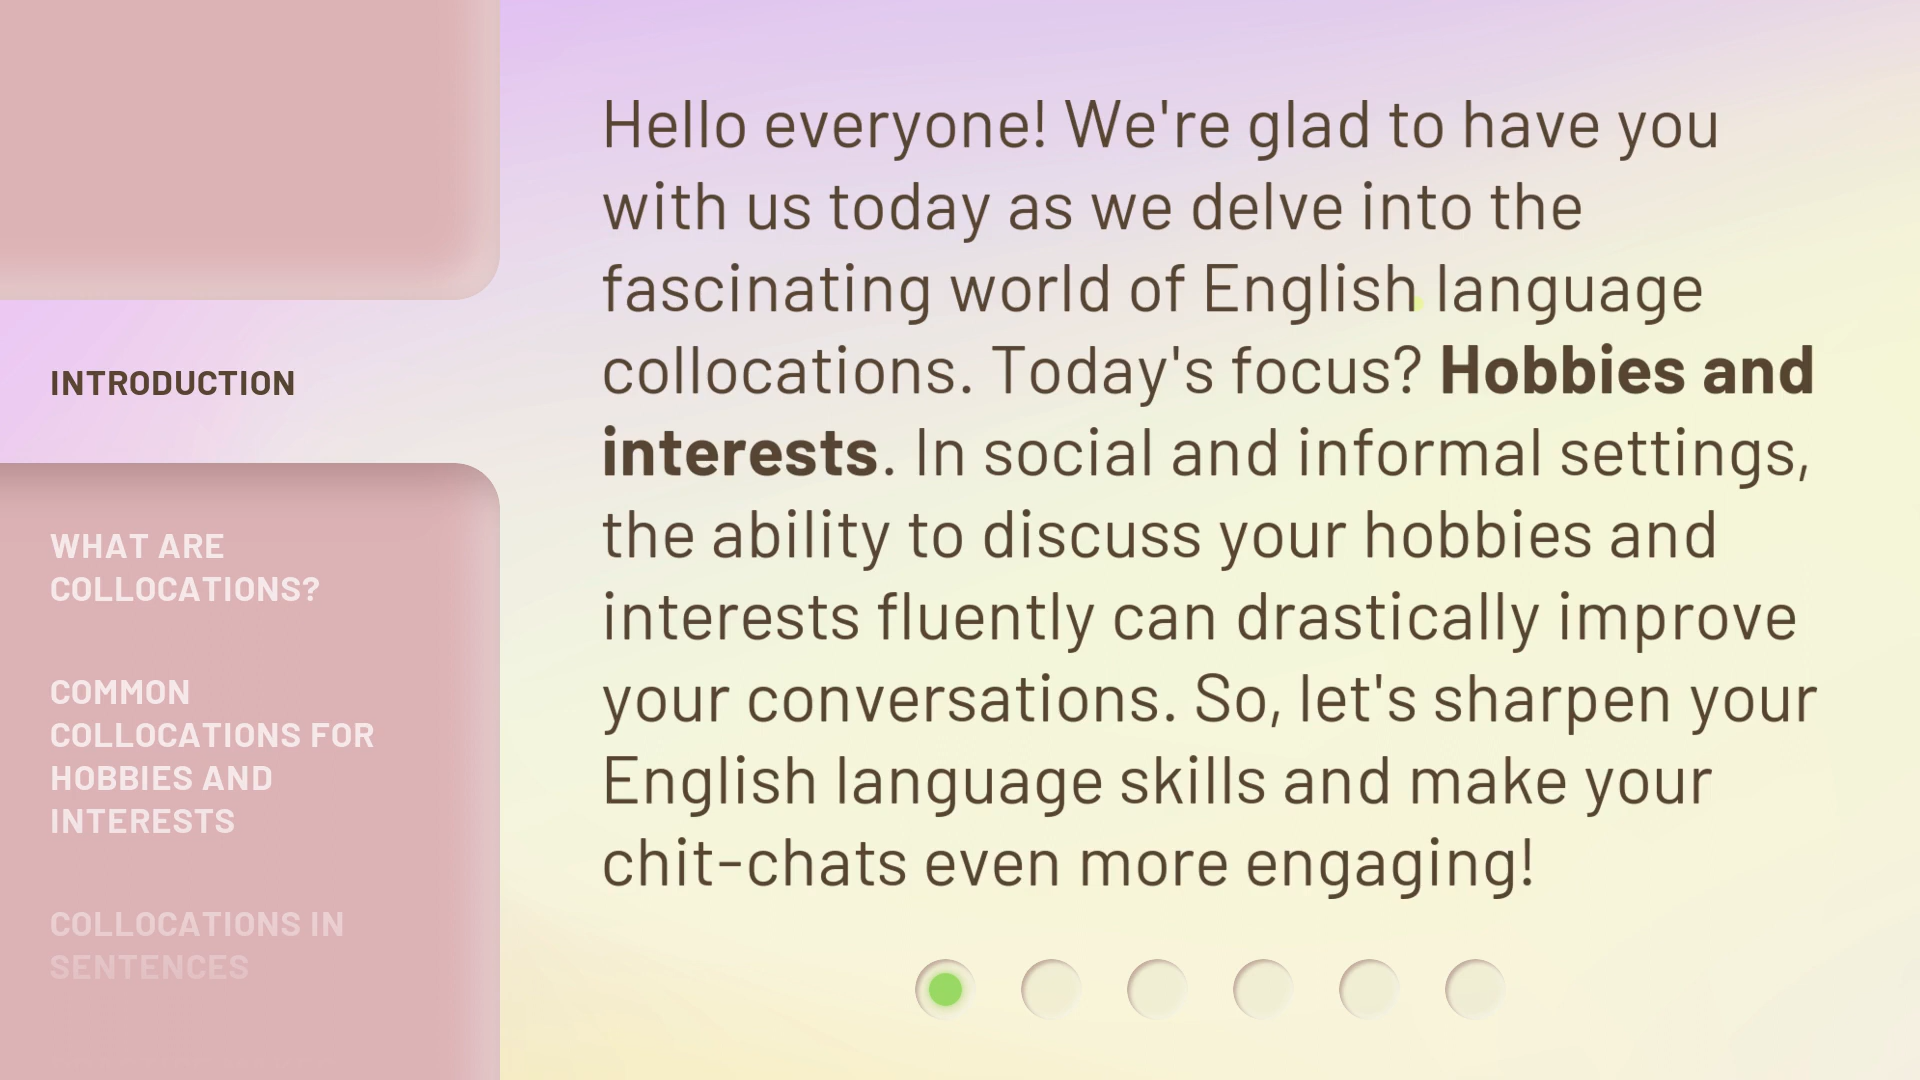 INTRODUCTION
WHAT ARE
COLLOCATIONS?
COMMON
COLLOCATIONS FOR
HOBBIES AND
INTERESTS
COLLOCATIONS IN
SENTENCES
Hello everyone! We're glad to have you
with us today as we delve into the
fascinating world of English language
collocations. Today's focus? Hobbies and
interests. In social and informal settings,
the ability to discuss your hobbies and
interests fluently can drastically improve
your conversations. So, let's sharpen your
English language skills and make your
chit-chats even more engaging!